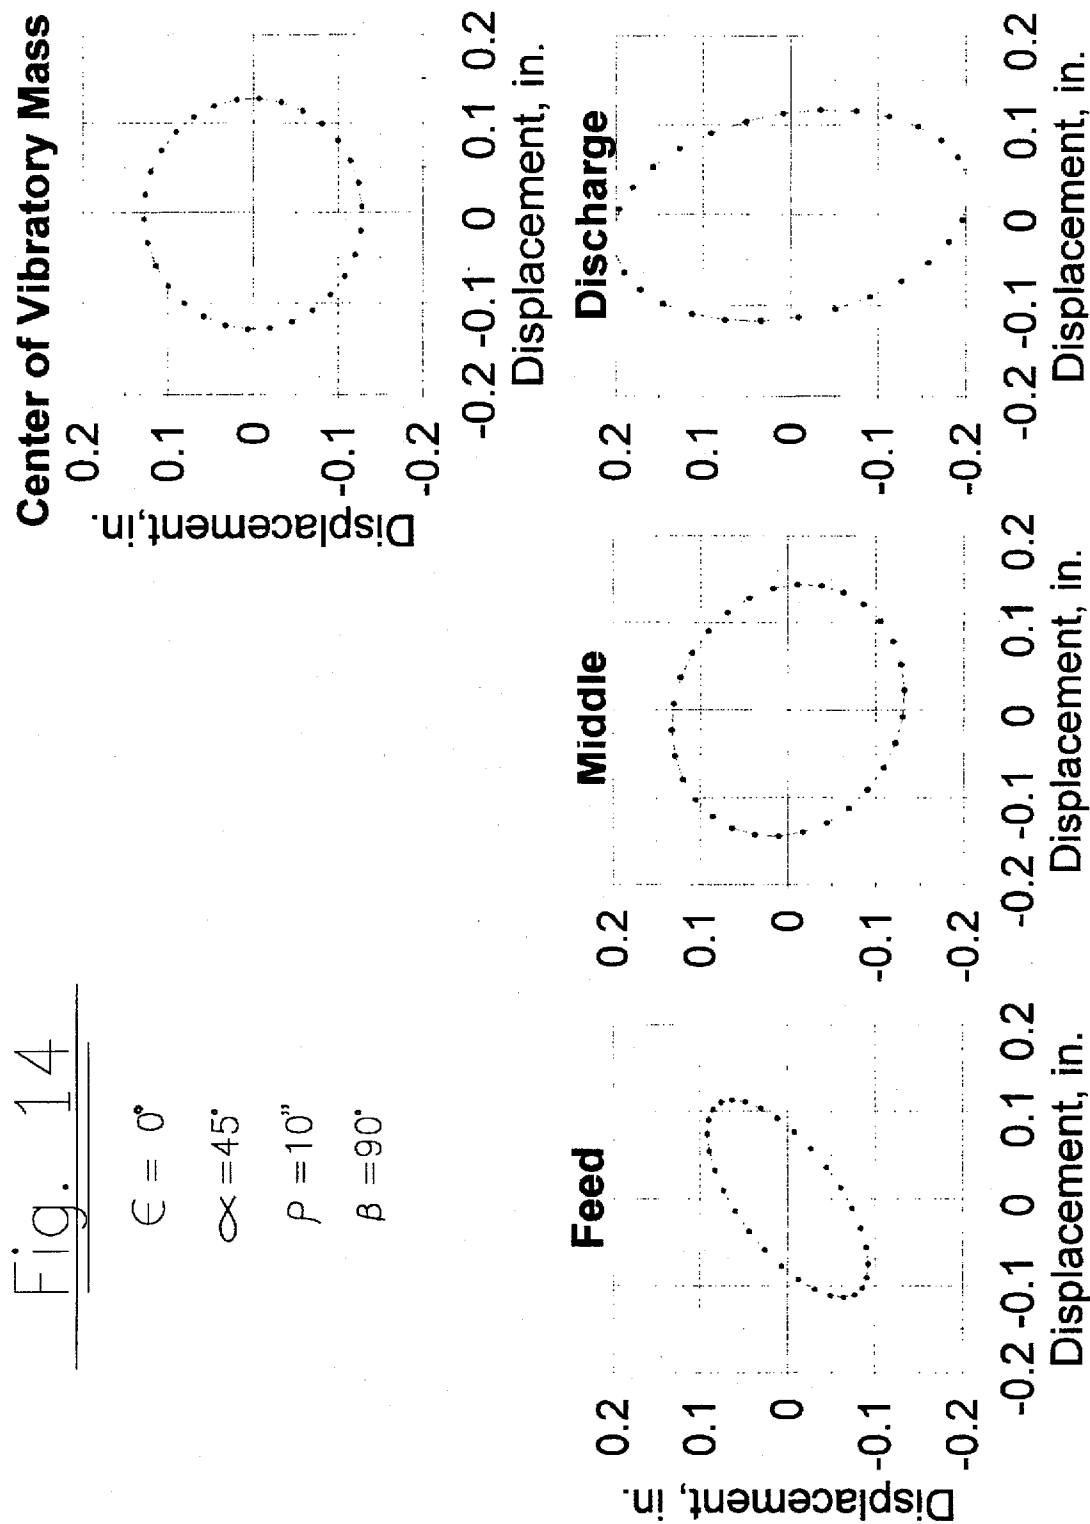 Fig. 14
Є = 0°
α = 45°
ρ = 10"
β = 90°
Center of Vibratory Mass
0.2
0.1
0
-0.1
-0.2
Displacement,in.
-0.2 -0.1 0 0.1 0.2
Displacement, in.
Feed
0.2
0.1
0
-0.1
-0.2
Displacement, in.
-0.2 -0.1 0 0.1 0.2
Displacement, in.
Middle
0.2
0.1
0
-0.1
-0.2
-0.2 -0.1 0 0.1 0.2
Displacement, in.
Discharge
0.2
0.1
0
-0.1
-0.2
-0.2 -0.1 0 0.1 0.2
Displacement, in.